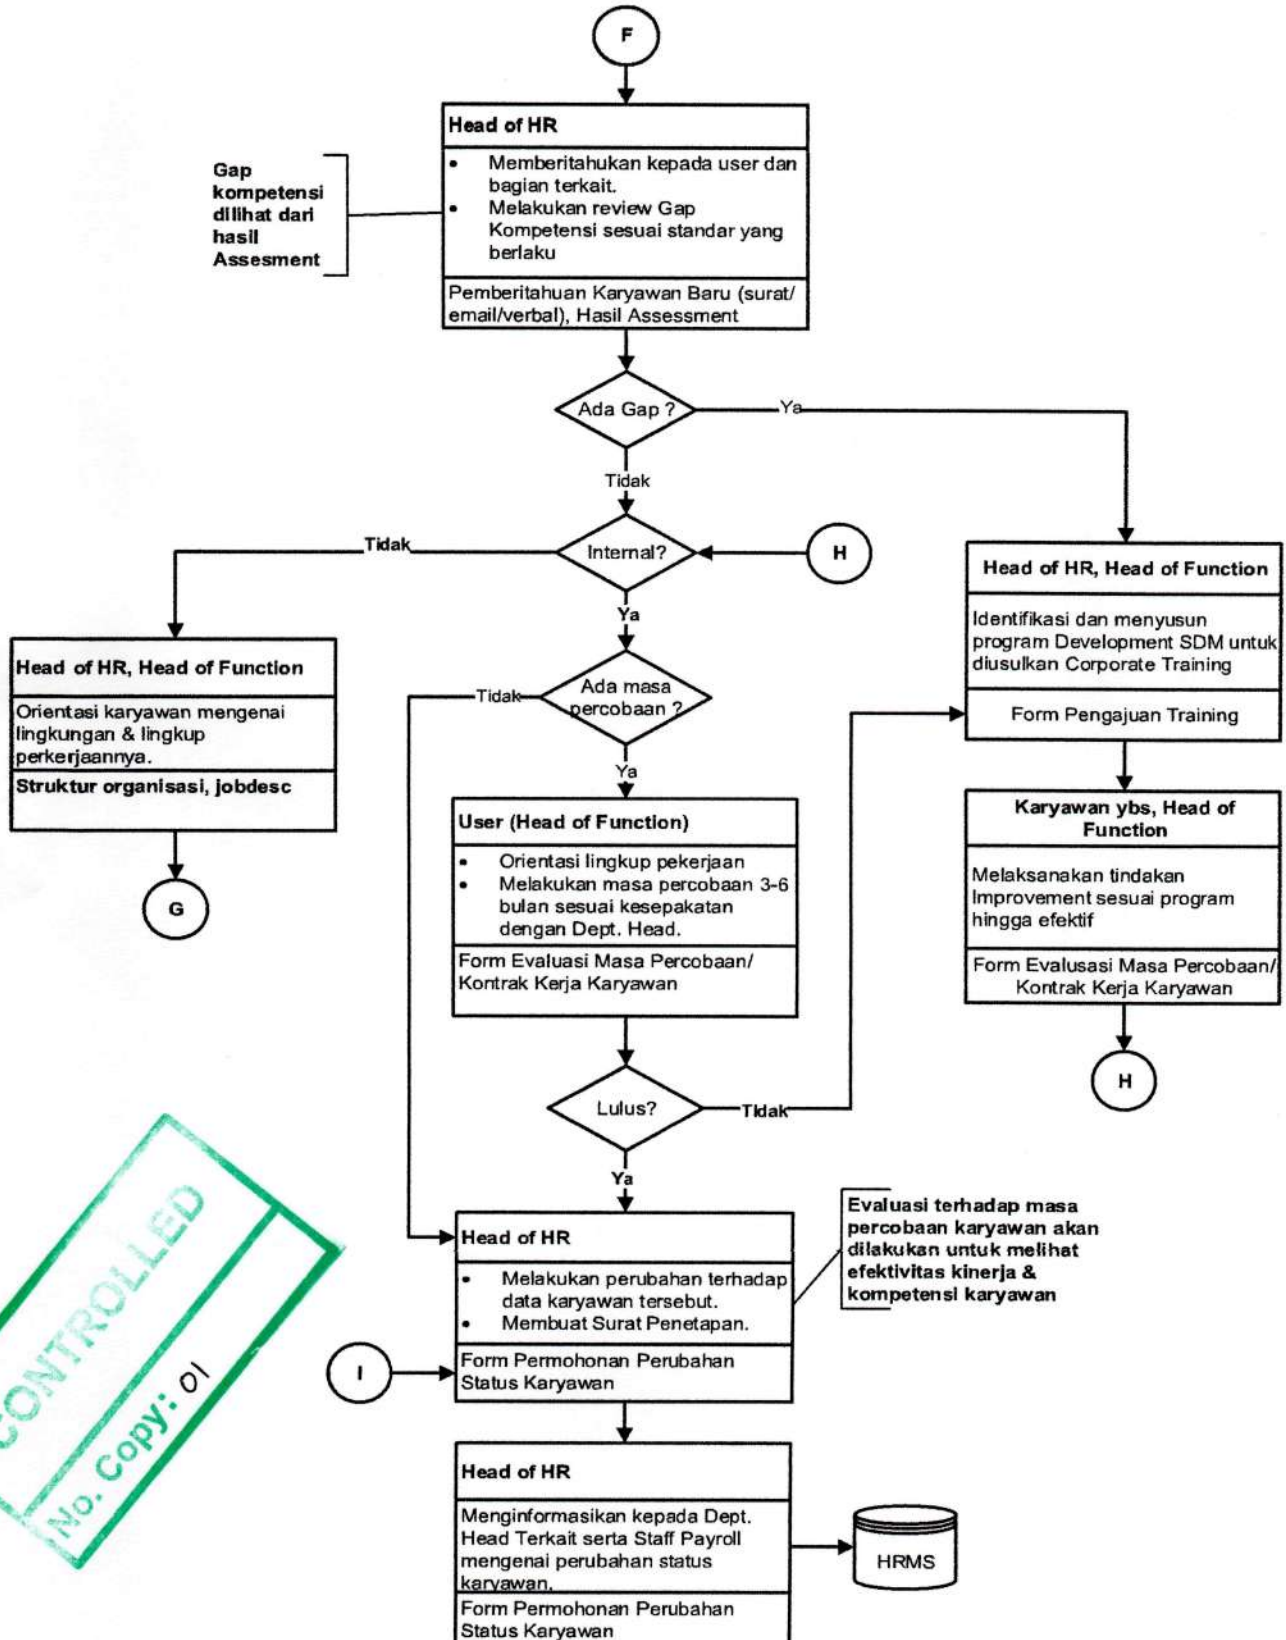 F
Head of HR
• Memberitahukan kepada user dan
bagian terkait.
• Melakukan review Gap
Kompetensi sesuai standar yang
berlaku
Pemberitahuan Karyawan Baru (surat/
email/verbal), Hasil Assessment
Gap
kompetensi
dilihat dari
hasil
Assesment
Ada Gap ?
Ya
Tidak
Internal?
H
Tidak
Ya
Head of HR, Head of Function
Orientasi karyawan mengenai
lingkungan & lingkup
perkerjaannya.
Struktur organisasi, jobdesc
G
Ada masa
percobaan ?
Tidak
Ya
Head of HR, Head of Function
Identifikasi dan menyusun
program Development SDM untuk
diusulkan Corporate Training
Form Pengajuan Training
Karyawan ybs, Head of
Function
Melaksanakan tindakan
Improvement sesuai program
hingga efektif
Form Evalusasi Masa Percobaan/
Kontrak Kerja Karyawan
H
User (Head of Function)
• Orientasi lingkup pekerjaan
• Melakukan masa percobaan 3-6
bulan sesuai kesepakatan
dengan Dept. Head.
Form Evaluasi Masa Percobaan/
Kontrak Kerja Karyawan
Lulus?
Tidak
Ya
Head of HR
• Melakukan perubahan terhadap
data karyawan tersebut.
• Membuat Surat Penetapan.
Form Permohonan Perubahan
Status Karyawan
Evaluasi terhadap masa
percobaan karyawan akan
dilakukan untuk melihat
efektivitas kinerja &
kompetensi karyawan
I
Head of HR
Menginformasikan kepada Dept.
Head Terkait serta Staff Payroll
mengenai perubahan status
karyawan.
Form Permohonan Perubahan
Status Karyawan
HRMS
CONTROLLED
No. Copy: 01